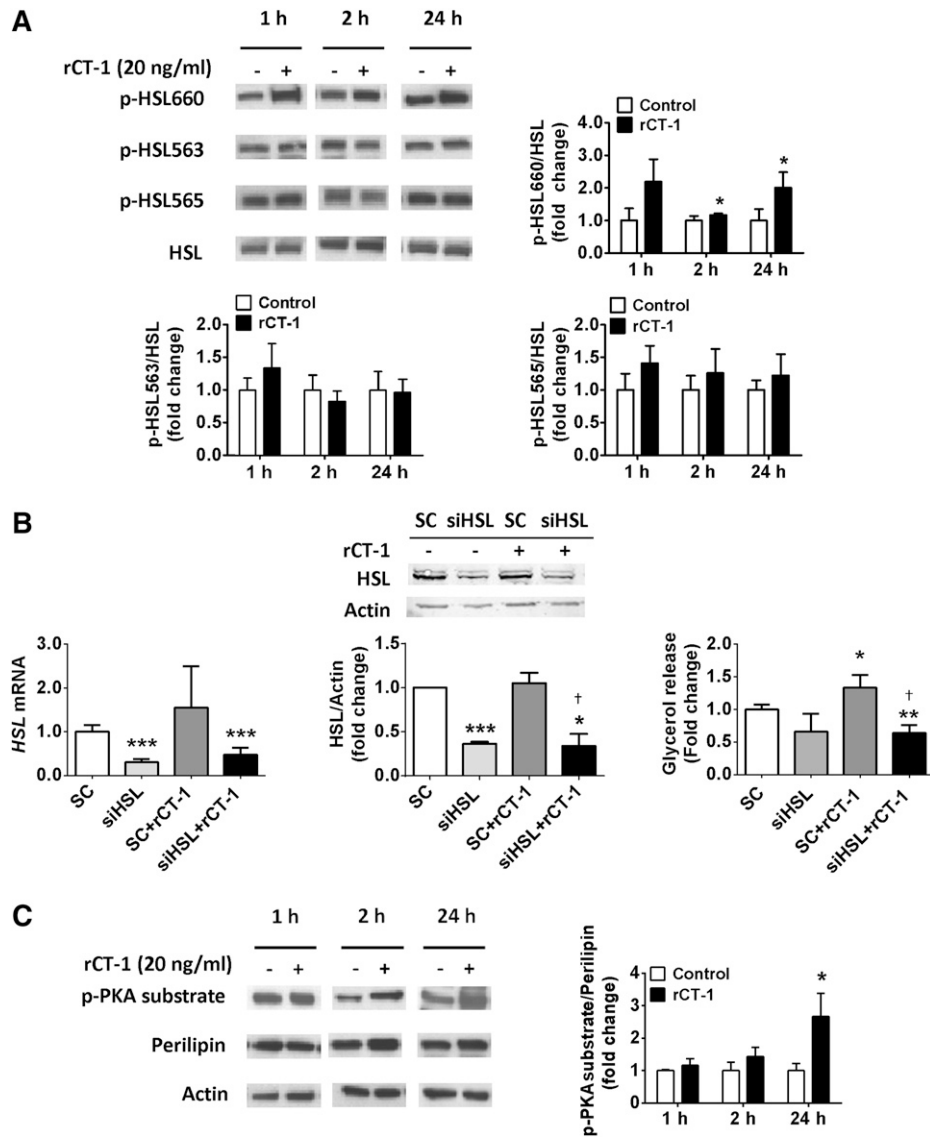 A
1 h 2 h 24 h
rCT-1 (20 ng/ml) - + - + - +
p-HSL660
p-HSL563
p-HSL565
HSL
Control
rCT-1
p-HSL660/HSL
(fold change)
4.0
3.0
2.0
1.0
0.0
* *
1 h 2 h 24 h
Control
rCT-1
p-HSL563/HSL
(fold change)
2.0
1.5
1.0
0.5
0.0
1 h 2 h 24 h
Control
rCT-1
p-HSL565/HSL
(fold change)
2.0
1.5
1.0
0.5
0.0
1 h 2 h 24 h
B
SC siHSL SC siHSL
rCT-1 - - + +
HSL
Actin
HSL mRNA
3.0
2.0
1.0
0.0
*** ***
SC siHSL SC+rCT-1 siHSL+rCT-1
HSL/Actin
(fold change)
1.5
1.0
0.5
0.0
†
*** *
SC siHSL SC+rCT-1 siHSL+rCT-1
Glycerol release
(Fold change)
2.0
1.5
1.0
0.5
0.0
*
†
**
SC siHSL SC+rCT-1 siHSL+rCT-1
C
1 h 2 h 24 h
rCT-1 (20 ng/ml) - + - + - +
p-PKA substrate
Perilipin
Actin
Control
rCT-1
p-PKA substrate/Perilipin
(fold change)
4
3
2
1
0
*
1 h 2 h 24 h